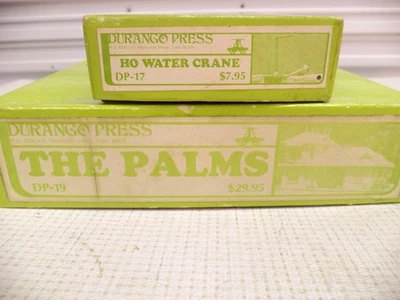 DURANGO PRESS
HO WATER CRANE
DP-17 $7.95
DURANGO PRESS
THE PALMS
DP-19 $29.95